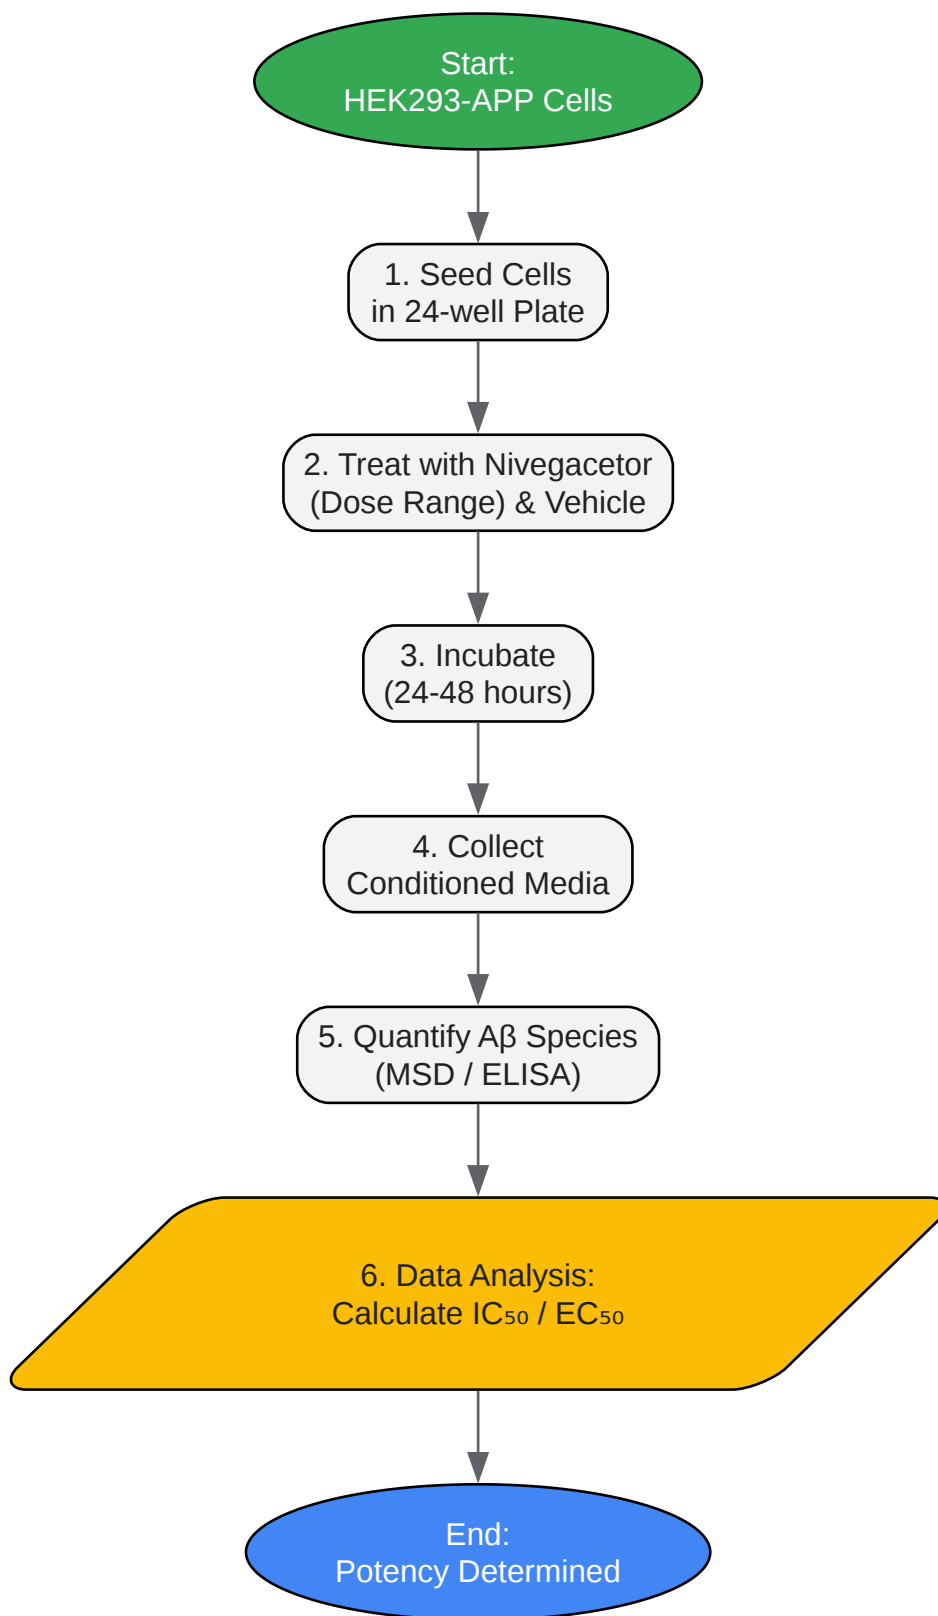 Start:
HEK293-APP Cells
1. Seed Cells
in 24-well Plate
2. Treat with Nivegacetor
(Dose Range) & Vehicle
3. Incubate
(24-48 hours)
4. Collect
Conditioned Media
5. Quantify Aβ Species
(MSD / ELISA)
6. Data Analysis:
Calculate IC₅₀ / EC₅₀
End:
Potency Determined